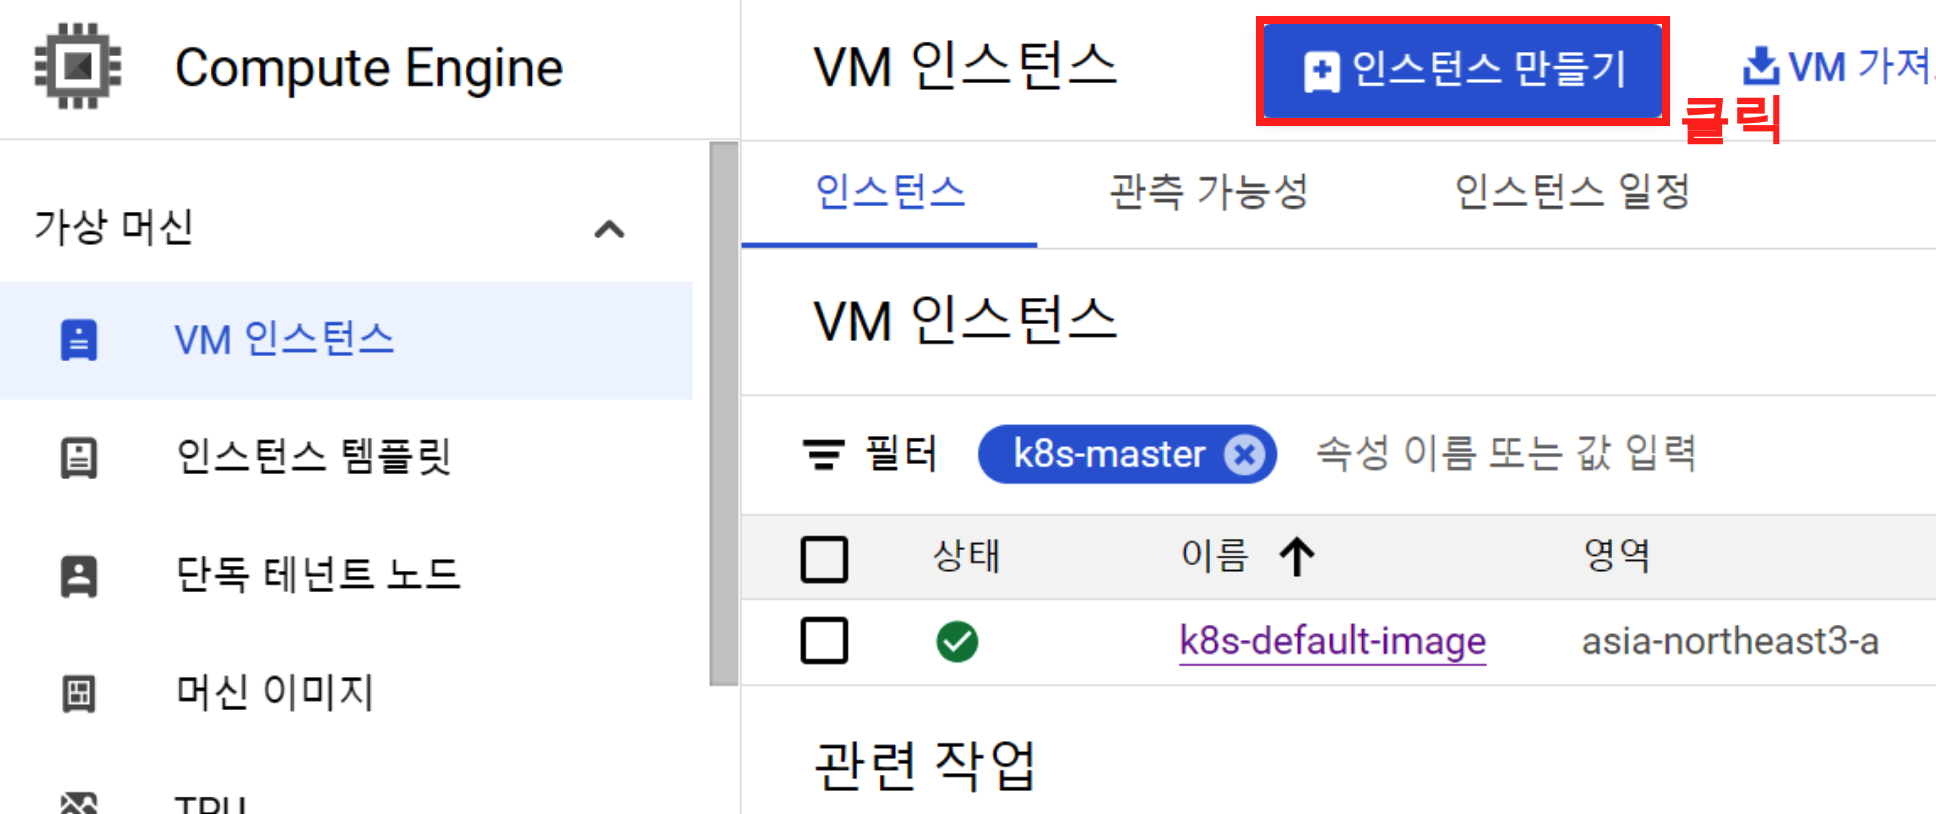 Compute Engine
가상 머신
VM 인스턴스
인스턴스 템플릿
단독 테넌트 노드
머신 이미지
TPU
VM 인스턴스
인스턴스 만들기
VM 가져
클릭
인스턴스
관측 가능성
인스턴스 일정
VM 인스턴스
필터
k8s-master
속성 이름 또는 값 입력
상태
이름
영역
k8s-default-image
asia-northeast3-a
관련 작업